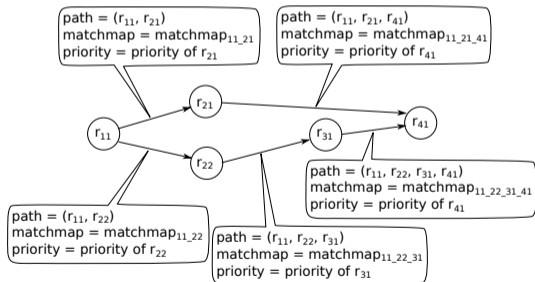 path = (r₁₁, r₂₁)
matchmap = matchmap₁₁_₂₁
priority = priority of r₂₁
path = (r₁₁, r₂₁, r₄₁)
matchmap = matchmap₁₁_₂₁_₄₁
priority = priority of r₄₁
r₂₁
r₁₁
r₃₁
r₄₁
r₂₂
path = (r₁₁, r₂₂, r₃₁, r₄₁)
matchmap = matchmap₁₁_₂₂_₃₁_₄₁
priority = priority of r₄₁
path = (r₁₁, r₂₂)
matchmap = matchmap₁₁_₂₂
priority = priority of r₂₂
path = (r₁₁, r₂₂, r₃₁)
matchmap = matchmap₁₁_₂₂_₃₁
priority = priority of r₃₁